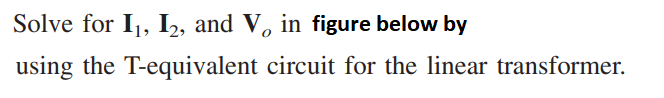 Solve for I₁, I₂, and Vₒ in figure below by
using the T-equivalent circuit for the linear transformer.